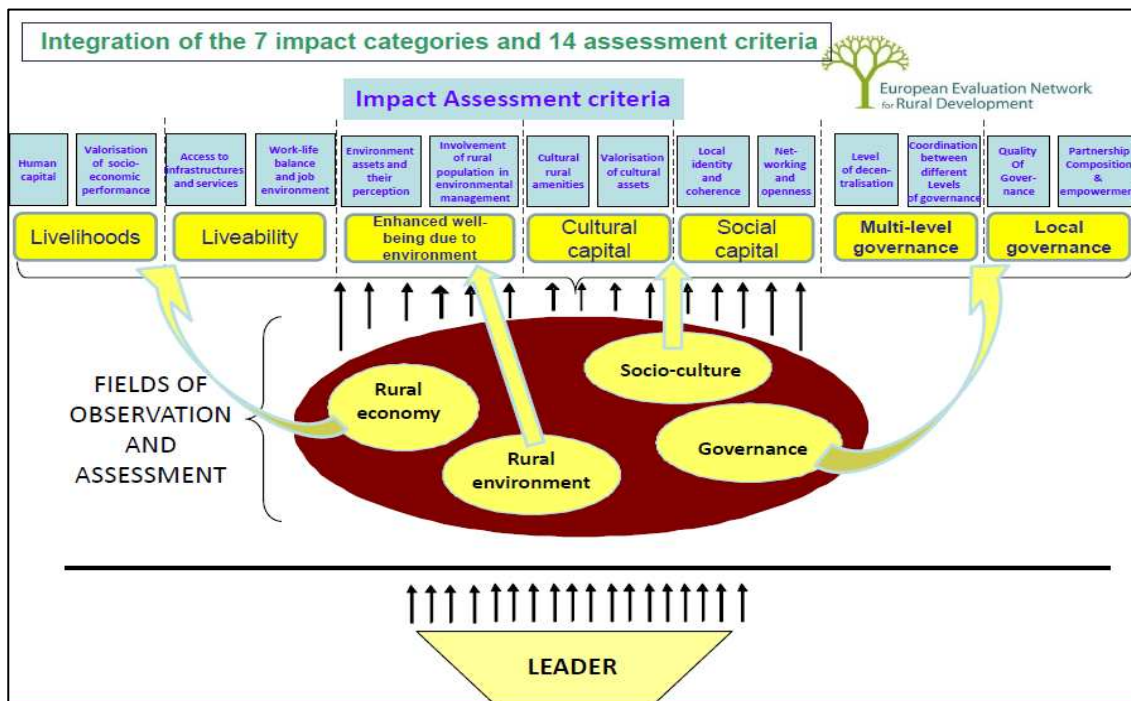 Integration of the 7 impact categories and 14 assessment criteria
European Evaluation Network
for Rural Development
Impact Assessment criteria
Human
capital
Valorisation
of socio-
economic
performance
Access to
infrastructures
and services
Work-life
balance
and job
environment
Environment
assets and
their
perception
Involvement
of rural
population in
environmental
management
Cultural
rural
amenities
Valorisation
of cultural
assets
Local
identity
and
coherence
Net-
working
and
openness
Level
of decen-
tralisation
Coordination
between
different
Levels
of governance
Quality
Of
Gover-
nance
Partnership
Composition
&
empowerment
Livelihoods
Liveability
Enhanced well-
being due to
environment
Cultural
capital
Social
capital
Multi-level
governance
Local
governance
FIELDS OF
OBSERVATION
AND
ASSESSMENT
Rural
economy
Rural
environment
Socio-culture
Governance
LEADER